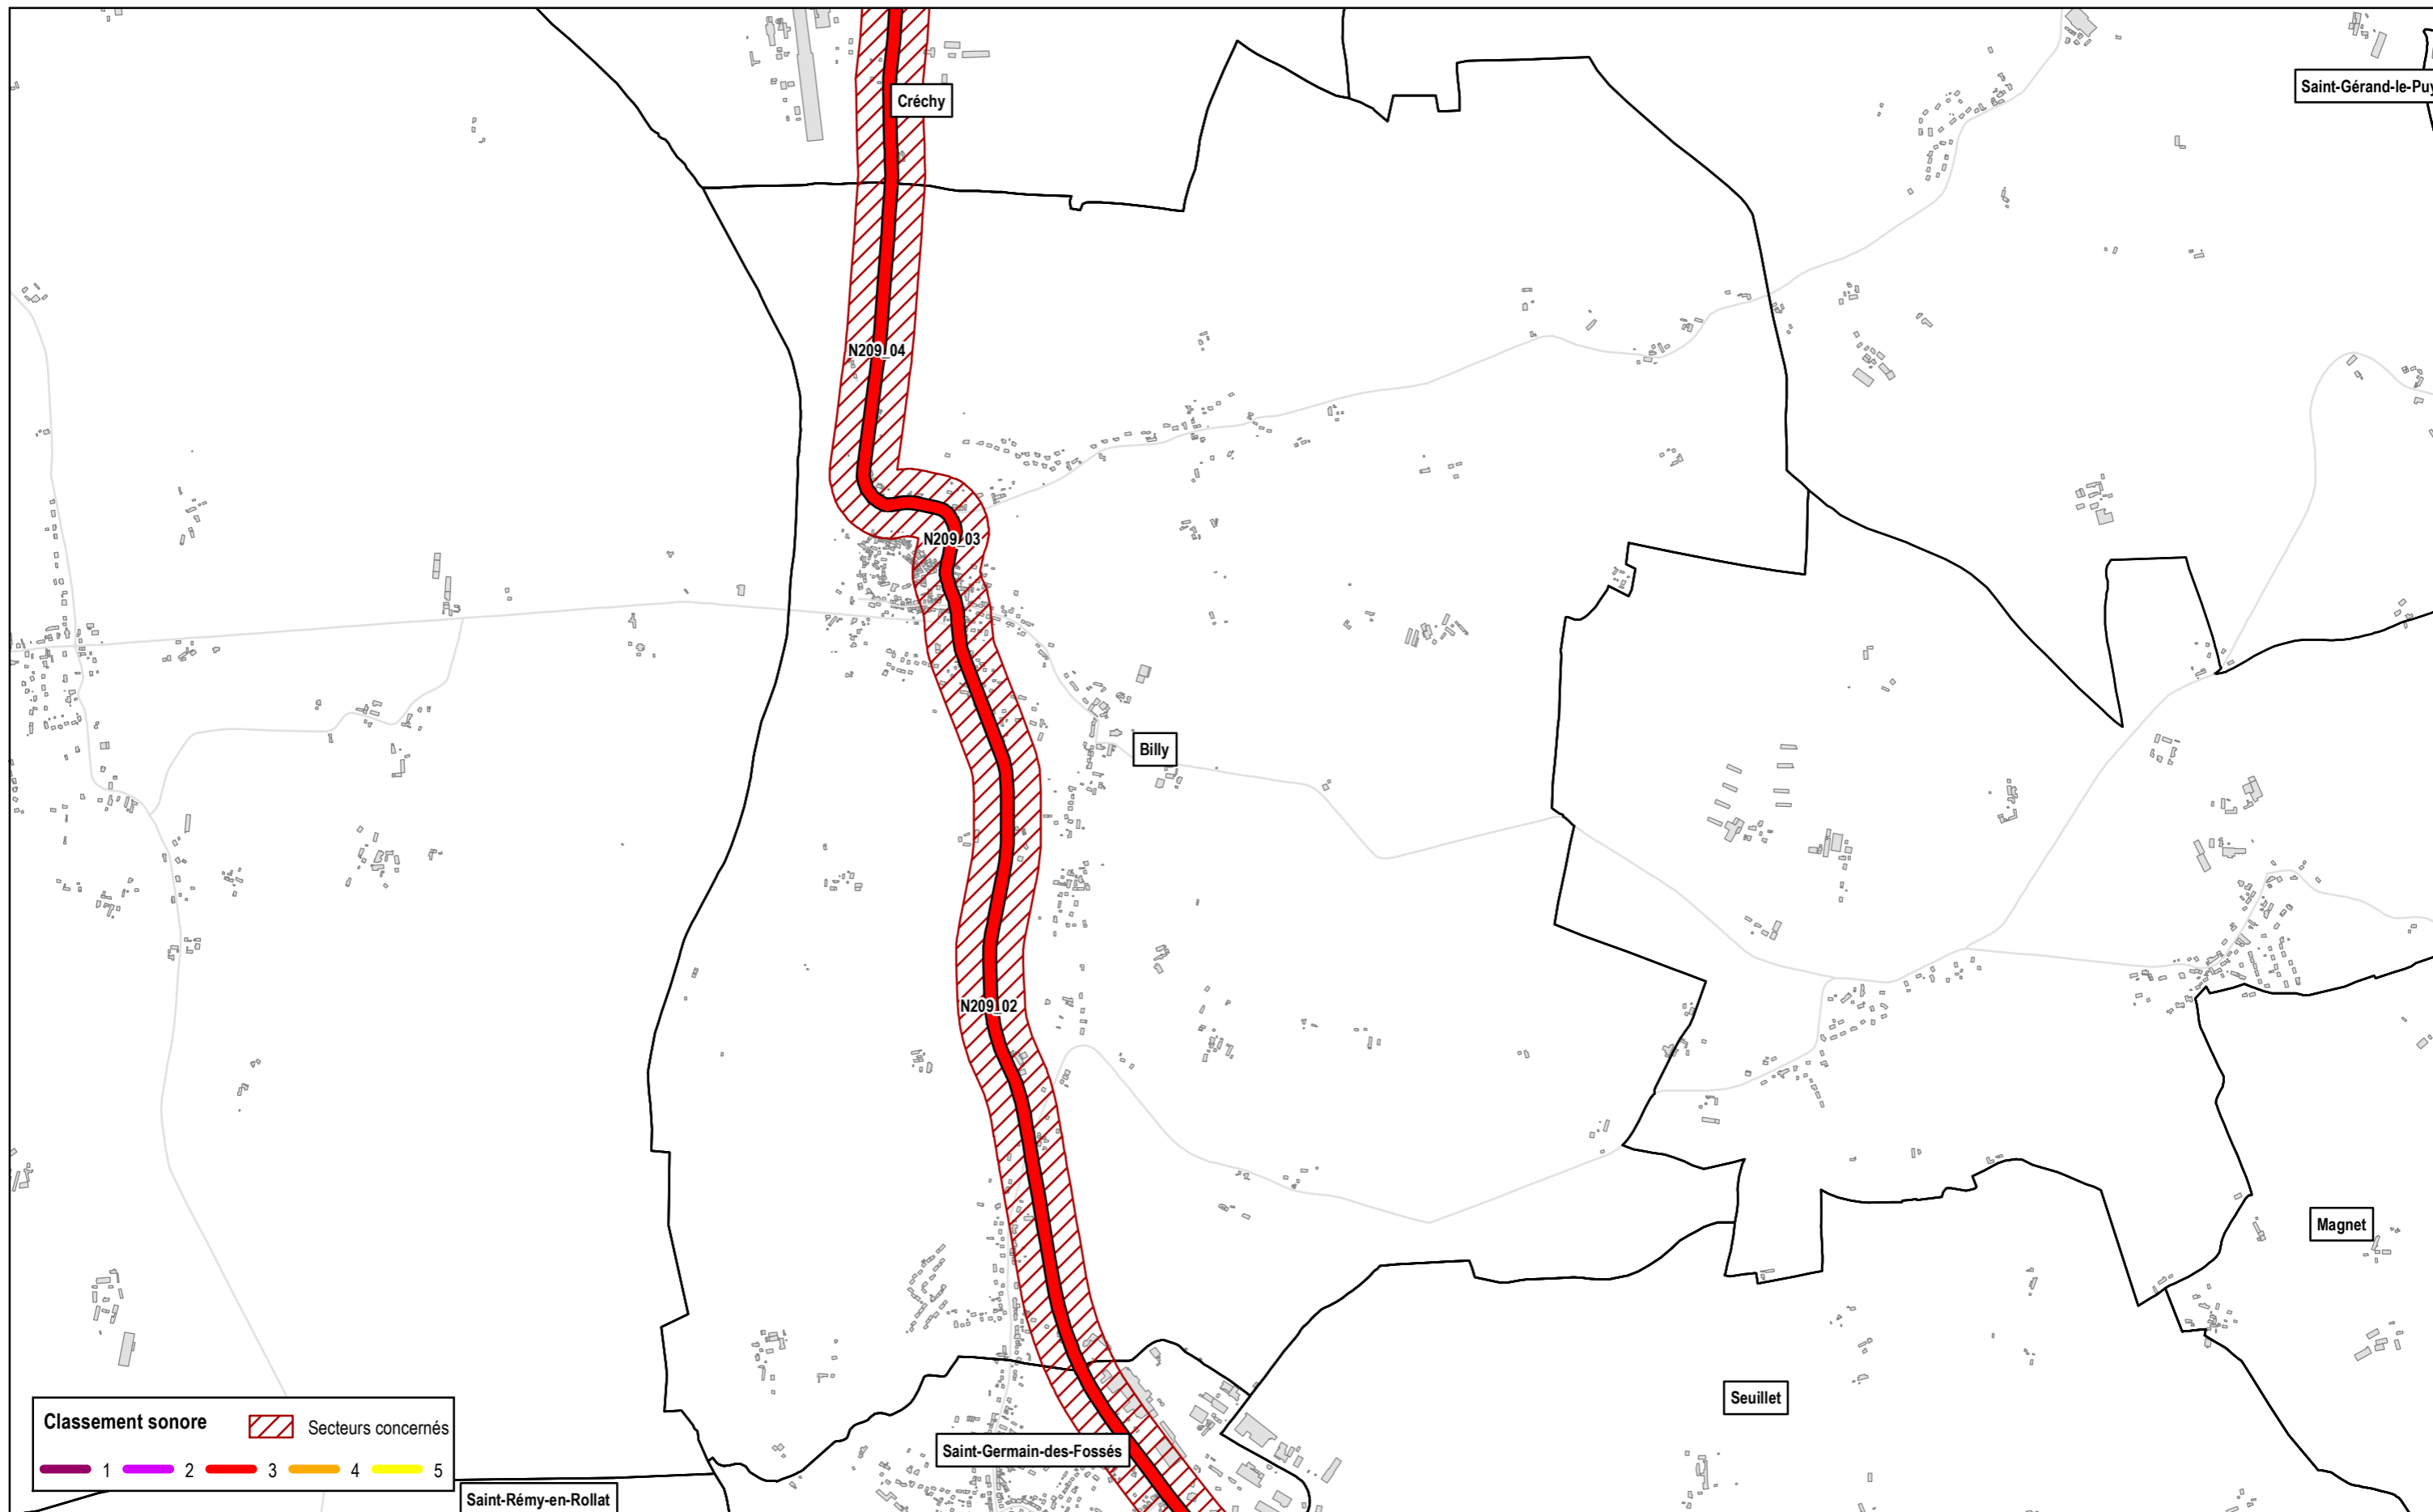 Créchy
Saint-Gérand-le-Puy
N209_04
N209_03
Billy
N209_02
Magnet
Seuillet
Saint-Germain-des-Fossés
Saint-Rémy-en-Rollat
Classement sonore
Secteurs concernés
1 2 3 4 5